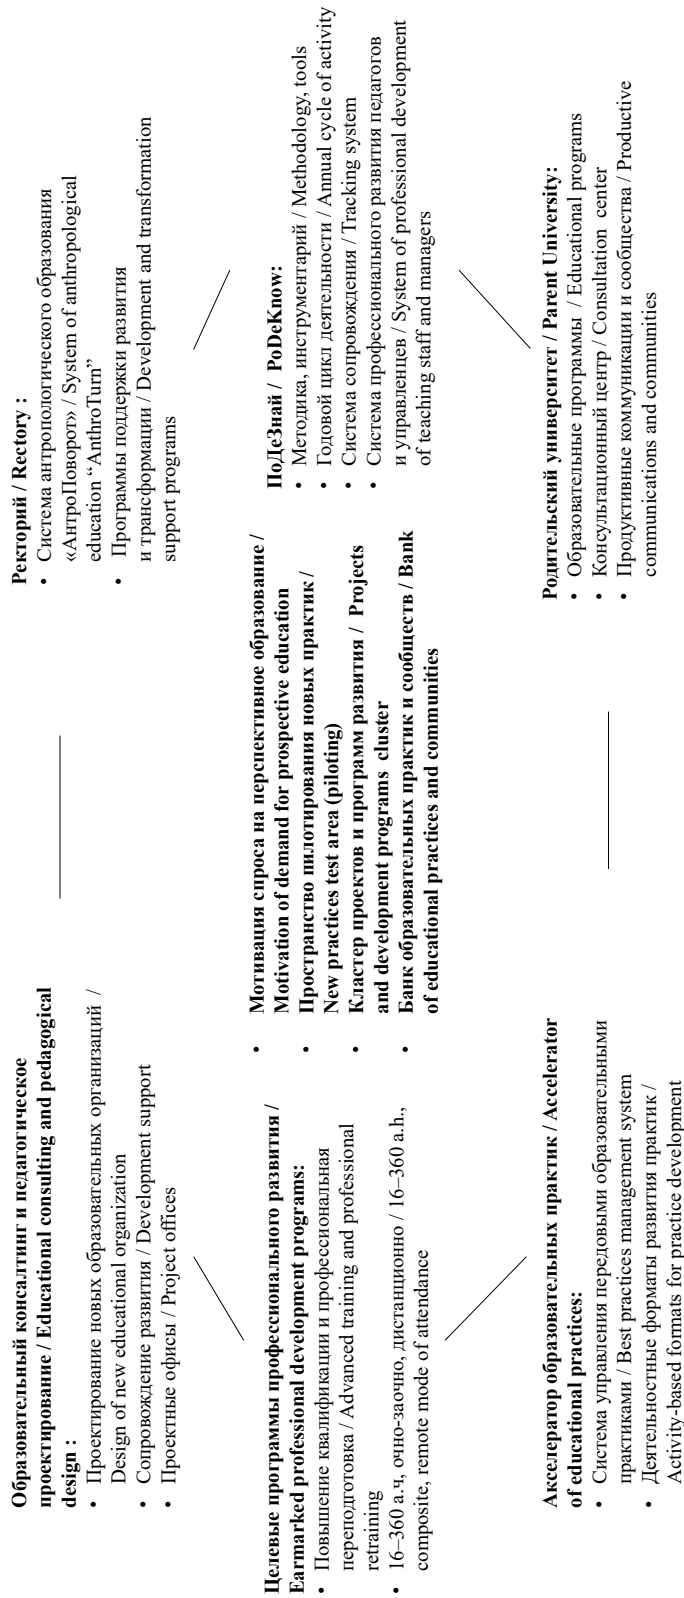 Образовательный консалтинг и педагогическое
проектирование / Educational consulting and pedagogical
design :
• Проектирование новых образовательных организаций /
Design of new educational organization
• Сопровождение развития / Development support
• Проектные офисы / Project offices
Ректорий / Rectory :
• Система антропологического образования
«АнтроПоворот» / System of anthropological
education “AnthroTurn”
• Программы поддержки развития
и трансформации / Development and transformation
support programs
Целевые программы профессионального развития /
Earmarked professional development programs:
• Повышение квалификации и профессиональная
переподготовка / Advanced training and professional
retraining
• 16–360 а.ч, очно-заочно, дистанционно / 16–360 a.h.,
composite, remote mode of attendance
• Мотивация спроса на перспективное образование /
Motivation of demand for prospective education
• Пространство пилотирования новых практик /
New practices test area (piloting)
• Кластер проектов и программ развития / Projects
and development programs cluster
• Банк образовательных практик и сообществ / Bank
of educational practices and communities
ПоДеЗнай / PoDeKnow:
• Методика, инструментарий / Methodology, tools
• Годовой цикл деятельности / Annual cycle of activity
• Система сопровождения / Tracking system
• Система профессионального развития педагогов
и управленцев / System of professional development
of teaching staff and managers
Акселератор образовательных практик / Accelerator
of educational practices:
• Система управления передовыми образовательными
практиками / Best practices management system
• Деятельностные форматы развития практик /
Activity-based formats for practice development
Родительский университет / Parent University:
• Образовательные программы / Educational programs
• Консультационный центр / Consultation center
• Продуктивные коммуникации и сообщества / Productive
communications and communities